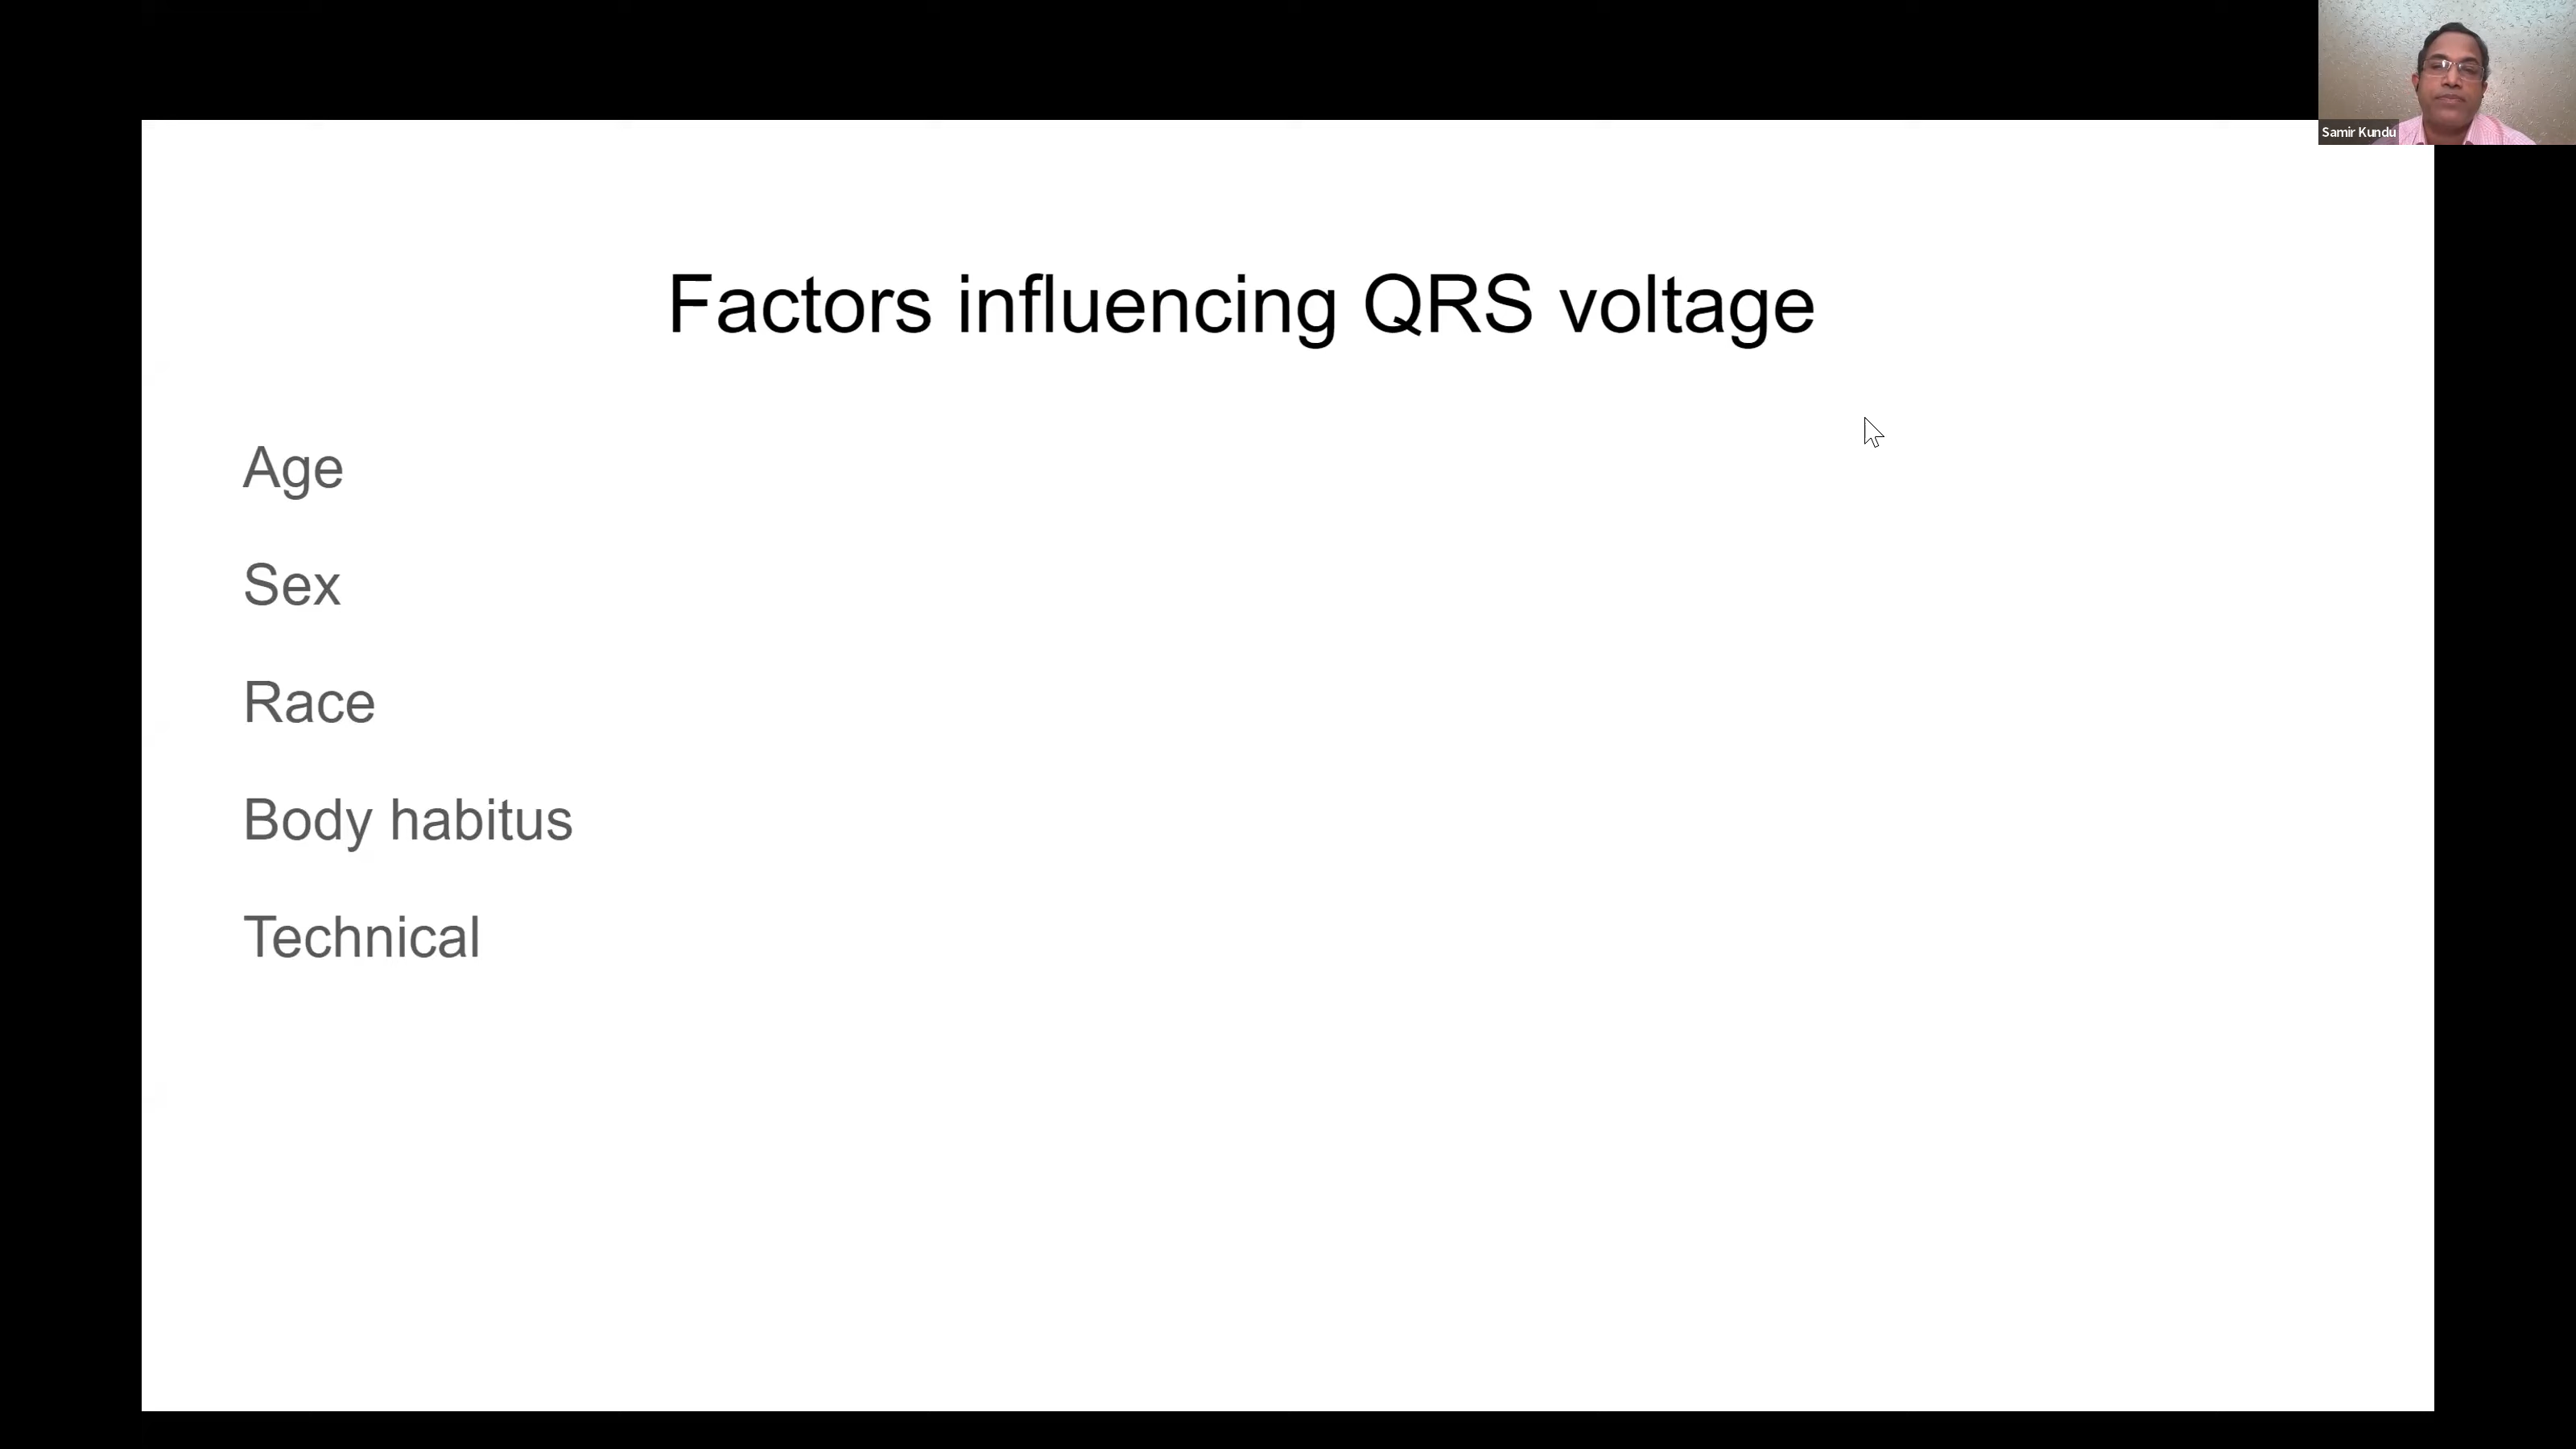 Samir Kundu
Factors influencing QRS voltage
Age
Sex
Race
Body habitus
Technical